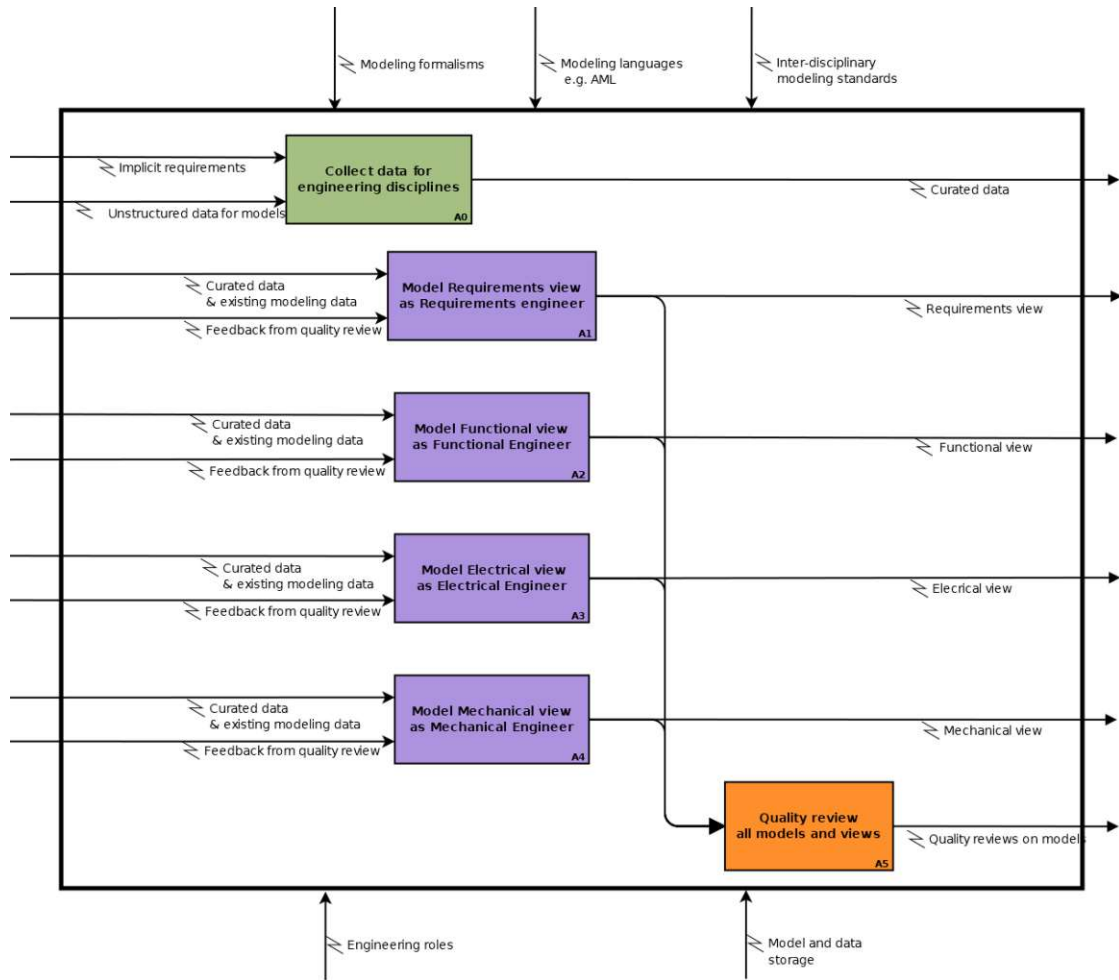 Modeling formalisms
Modeling languages
e.g. AML
Inter-disciplinary
modeling standards
Implicit requirements
Unstructured data for models
Collect data for
engineering disciplines
A0
Curated data
Curated data
& existing modeling data
Feedback from quality review
Model Requirements view
as Requirements engineer
A1
Requirements view
Curated data
& existing modeling data
Feedback from quality review
Model Functional view
as Functional Engineer
A2
Functional view
Curated data
& existing modeling data
Feedback from quality review
Model Electrical view
as Electrical Engineer
A3
Elecrical view
Curated data
& existing modeling data
Feedback from quality review
Model Mechanical view
as Mechanical Engineer
A4
Mechanical view
Quality review
all models and views
A5
Quality reviews on models
Engineering roles
Model and data
storage